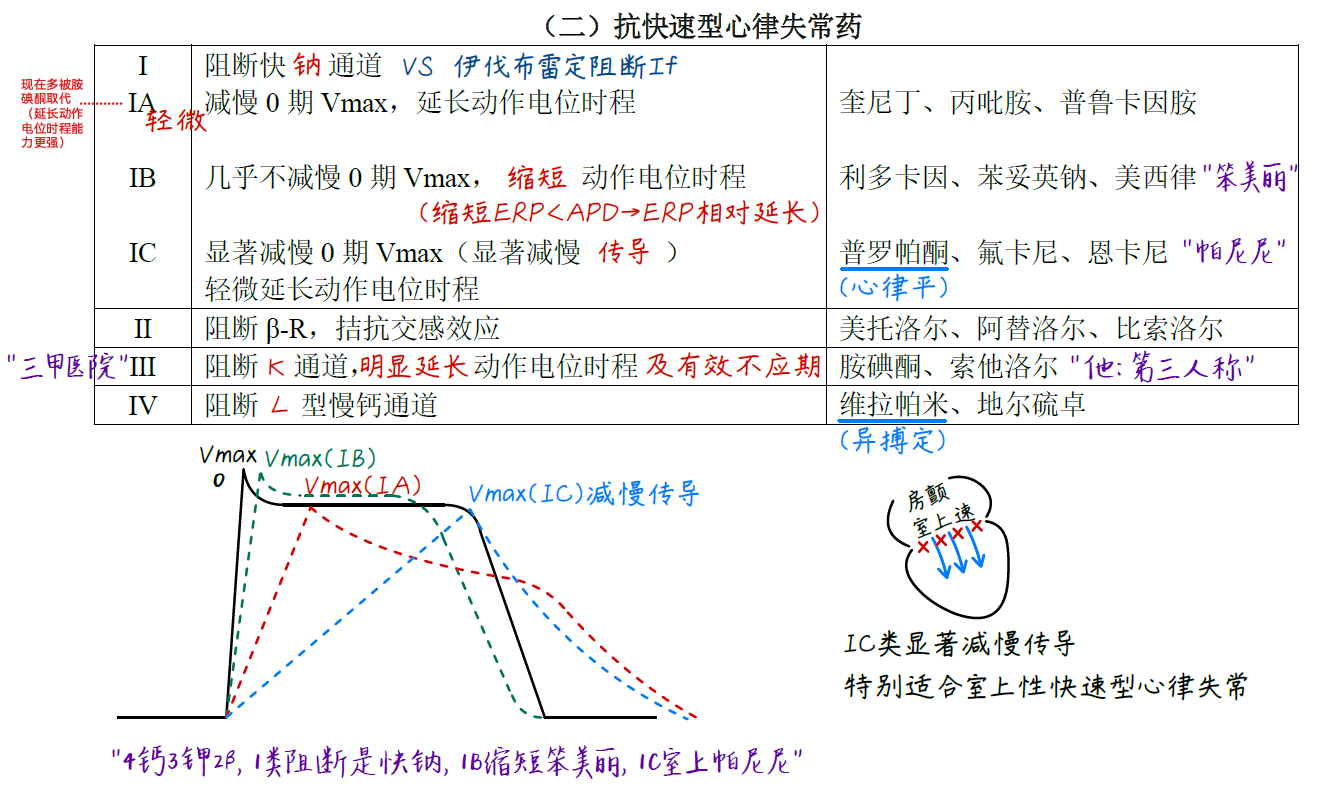 （二）抗快速型心律失常药
I 阻断快 钠 通道 VS 伊伐布雷定阻断If
现在多被胺
碘酮取代
（延长动作
电位时程能
力更强）
IA 减慢 0 期 Vmax，延长动作电位时程 奎尼丁、丙吡胺、普鲁卡因胺
轻微
IB 几乎不减慢 0 期 Vmax， 缩短 动作电位时程 利多卡因、苯妥英钠、美西律 "笨美丽"
（缩短ERP<APD→ERP相对延长）
IC 显著减慢 0 期 Vmax（显著减慢 传导 ） 普罗帕酮、氟卡尼、恩卡尼 "帕尼尼"
轻微延长动作电位时程 (心律平)
II 阻断 β-R，拮抗交感效应 美托洛尔、阿替洛尔、比索洛尔
"三甲医院" III 阻断 K 通道，明显延长 动作电位时程 及有效不应期 胺碘酮、索他洛尔 "他：第三人称"
IV 阻断 L 型慢钙通道 维拉帕米、地尔硫卓
(异搏定)
Vmax Vmax(IB)
0 Vmax(IA)
Vmax(IC)减慢传导
房颤
室上速
IC类显著减慢传导
特别适合室上性快速型心律失常
"4钙3钾2β, 1类阻断是快钠, 1B缩短笨美丽, 1C室上帕尼尼"